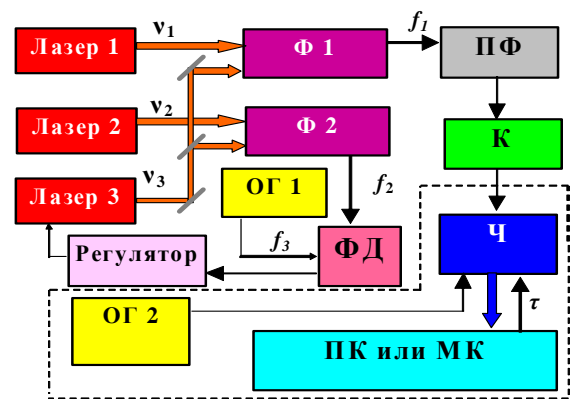 Лазер 1
ν1
Ф 1
f1
ПФ
Лазер 2
ν2
Ф 2
К
Лазер 3
ν3
ОГ 1
f2
Ч
Регулятор
f3
ФД
ОГ 2
τ
ПК или МК